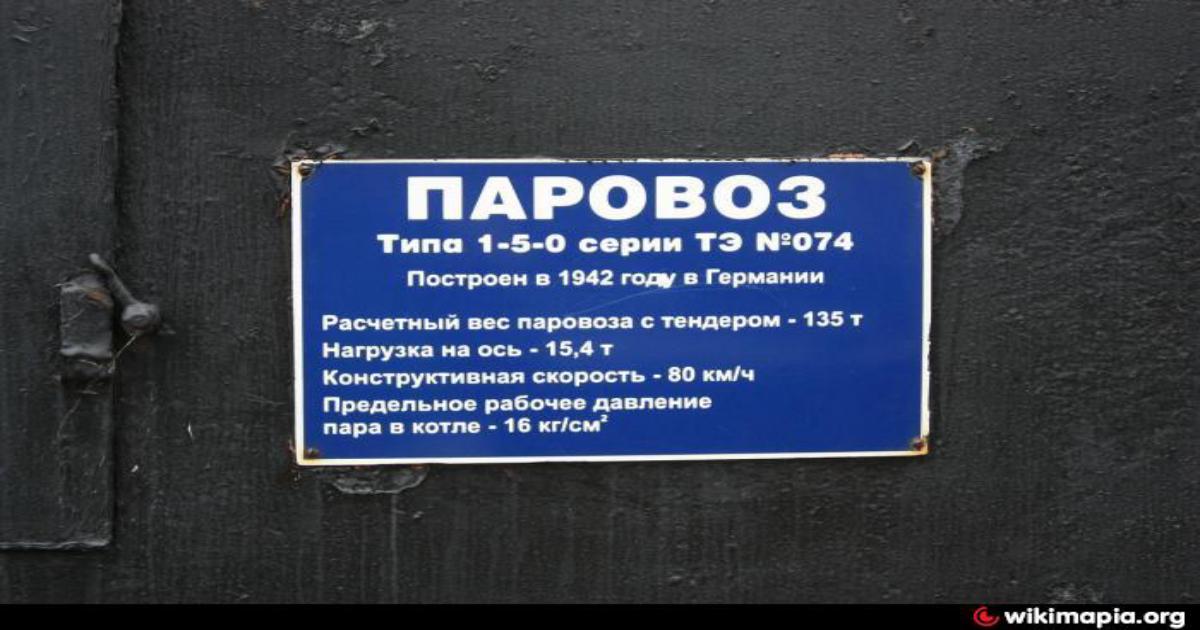 ПАРОВОЗ
Типа 1-5-0 серии ТЭ №074
Построен в 1942 году в Германии
Расчетный вес паровоза с тендером - 135 т
Нагрузка на ось - 15,4 т
Конструктивная скорость - 80 км/ч
Предельное рабочее давление
пара в котле - 16 кг/см²
wikimapia.org